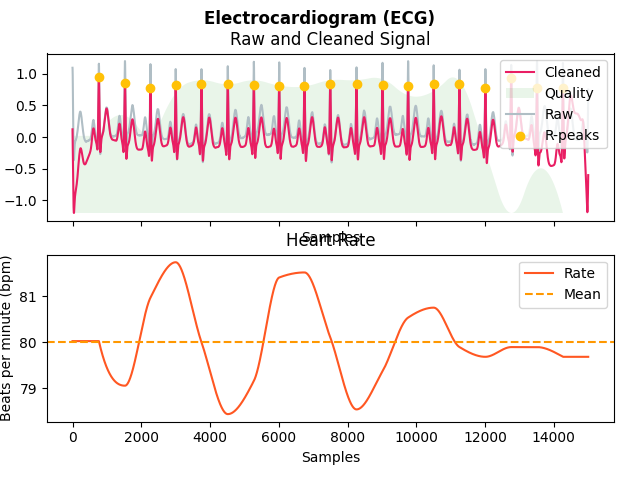 Electrocardiogram (ECG)
Raw and Cleaned Signal
1.0
0.5
0.0
−0.5
−1.0
Cleaned
Quality
Raw
R-peaks
Samples
Heart Rate
Beats per minute (bpm)
81
80
79
Rate
Mean
0 2000 4000 6000 8000 10000 12000 14000
Samples